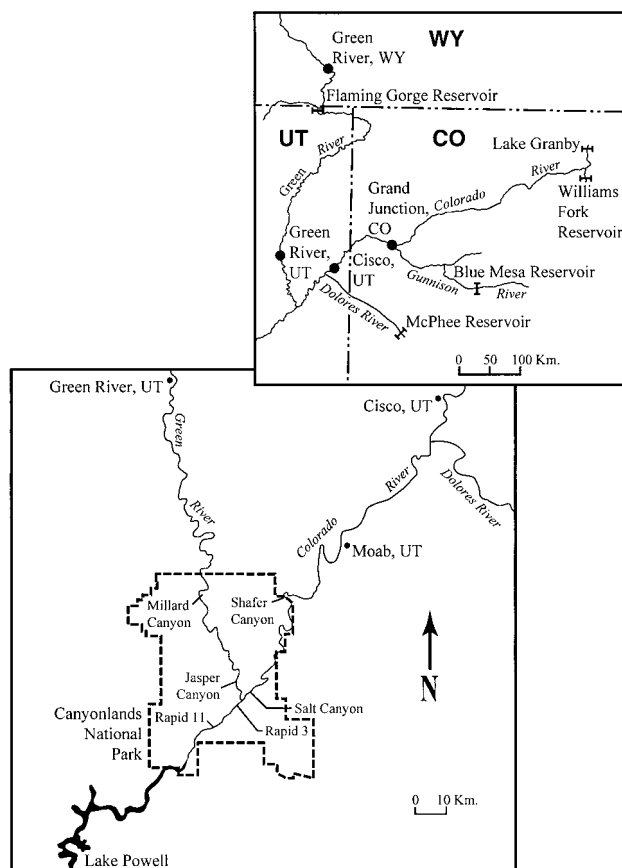 WY
Green
River, WY
Flaming Gorge Reservoir
UT
CO
Green
River
Lake Granby
Grand
Junction,
CO
Colorado
River
Williams
Fork
Reservoir
Green
River,
UT
Cisco,
UT
Gunnison
Blue Mesa Reservoir
River
Dolores River
McPhee Reservoir
0 50 100 Km.
Green River, UT
Cisco, UT
Green
River
Colorado
River
Dolores River
Moab, UT
Millard
Canyon
Shafer
Canyon
Jasper
Canyon
Salt Canyon
Canyonlands
National
Park
Rapid 11
Rapid 3
N
0 10 Km.
Lake Powell